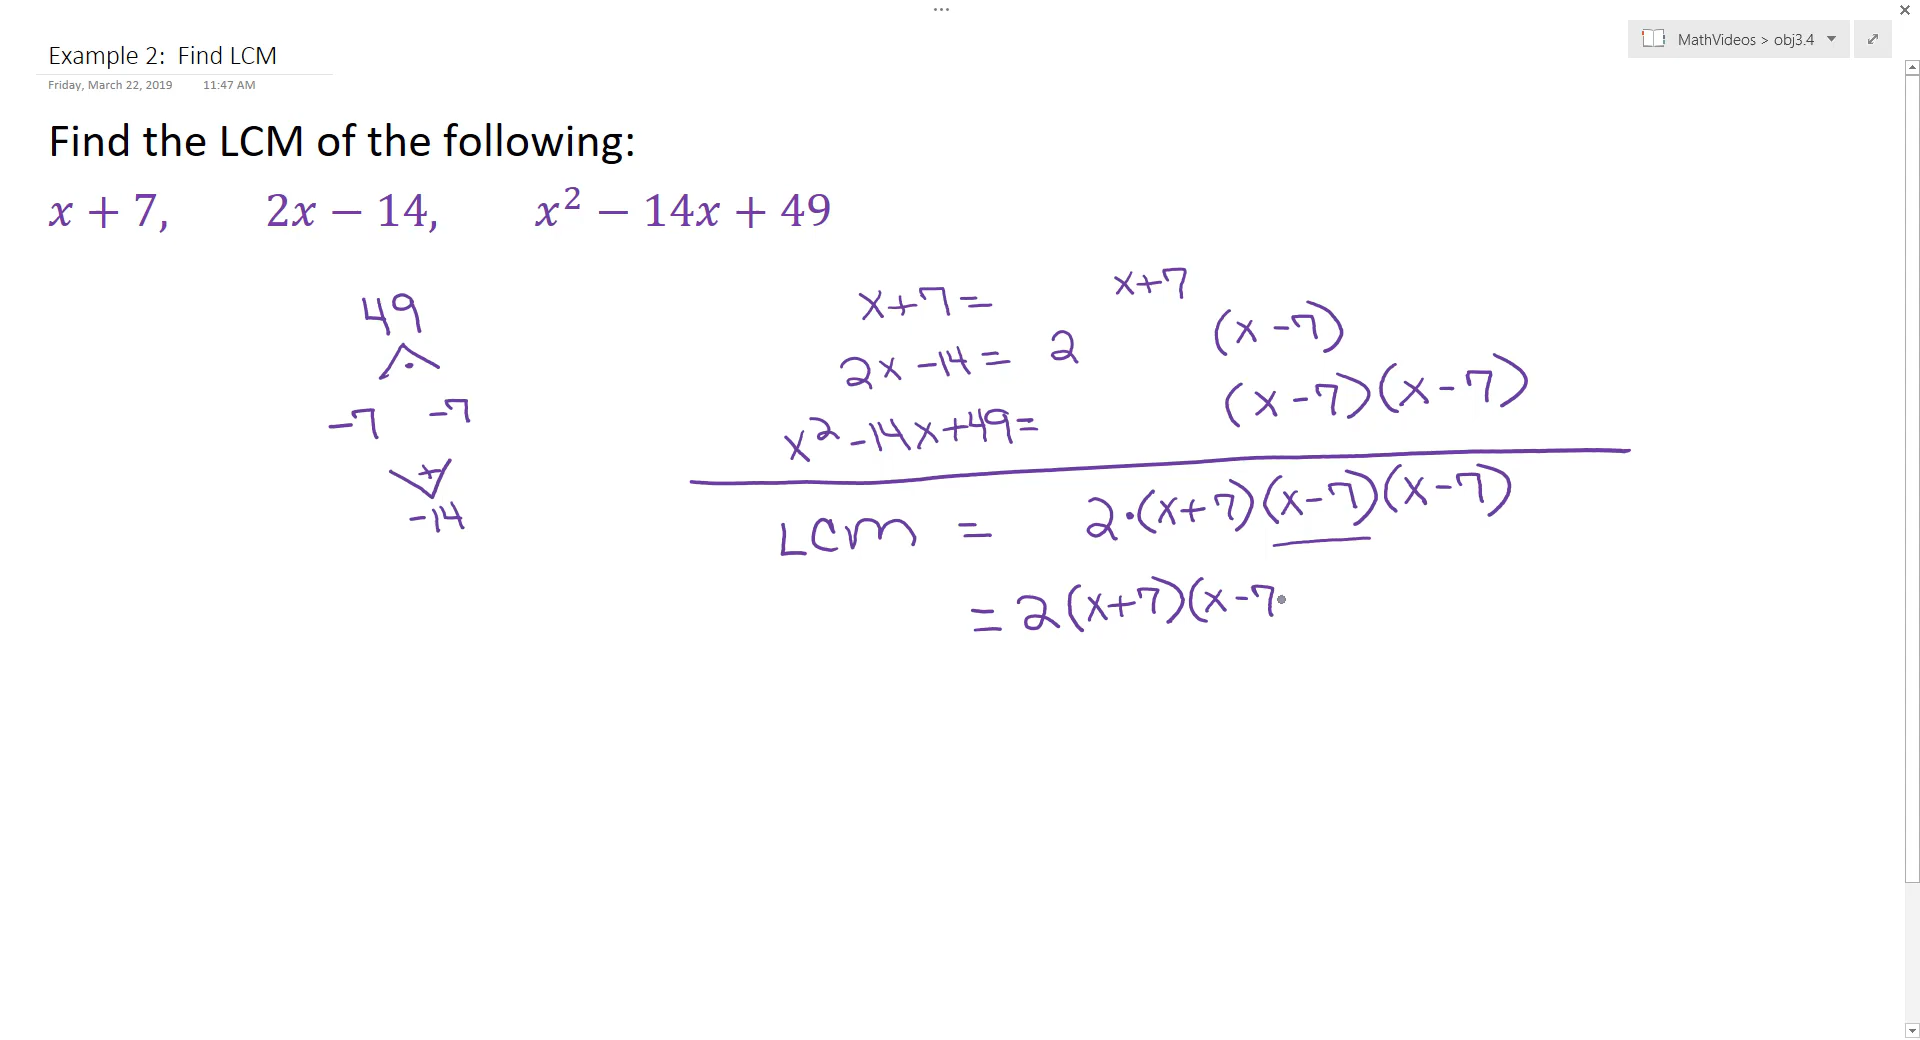 ...
Example 2: Find LCM
MathVideos > obj3.4
Friday, March 22, 2019 11:47 AM
Find the LCM of the following:
x + 7, 2x − 14, x² − 14x + 49
49
-7 -7
+
-14
x+7= x+7
2x-14= 2 (x-7)
x²-14x+49= (x-7)(x-7)
LCM = 2·(x+7)(x-7)(x-7)
= 2(x+7)(x-7